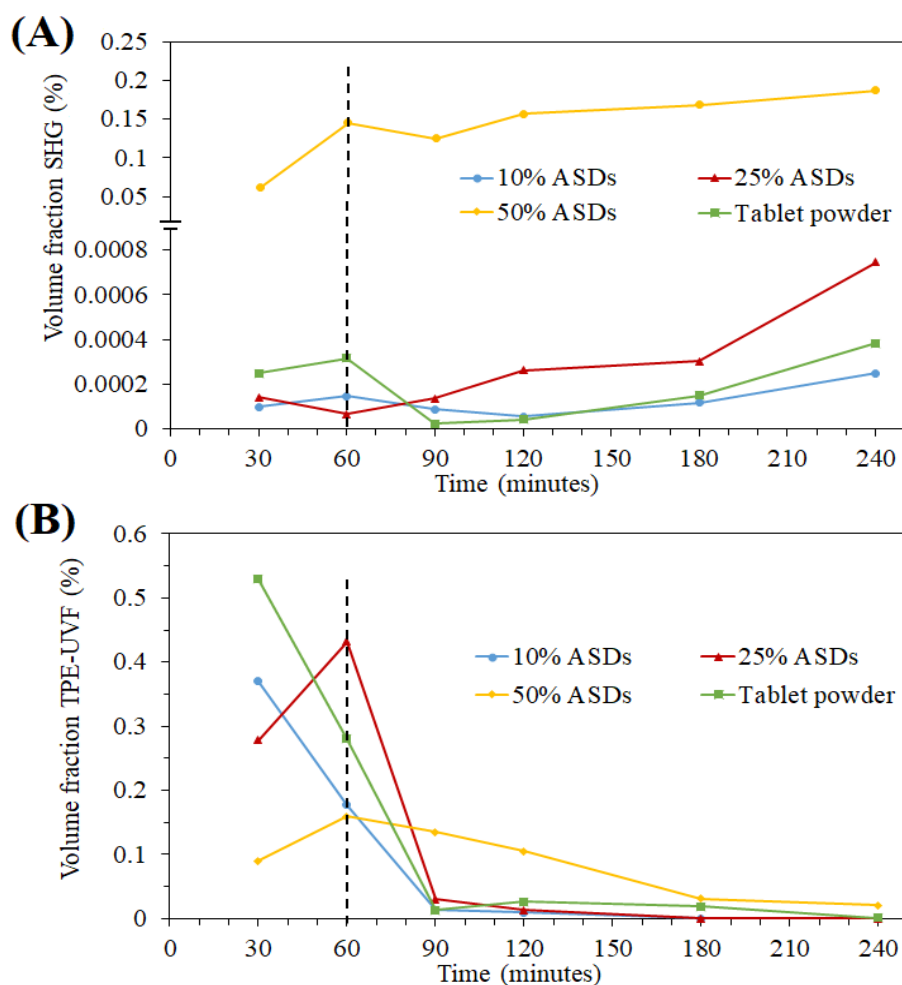 (A)
Volume fraction SHG (%)
0.25
0.2
0.15
0.1
0.05
0.0008
0.0006
0.0004
0.0002
0
10% ASDs
25% ASDs
50% ASDs
Tablet powder
0 30 60 90 120 150 180 210 240
Time (minutes)
(B)
Volume fraction TPE-UVF (%)
0.6
0.5
0.4
0.3
0.2
0.1
0
10% ASDs
25% ASDs
50% ASDs
Tablet powder
0 30 60 90 120 150 180 210 240
Time (minutes)